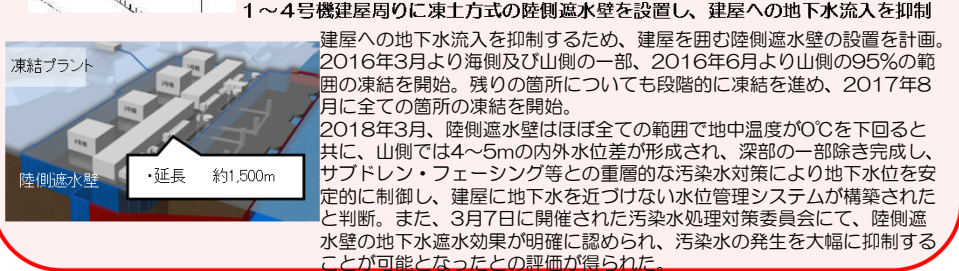 1～4号機建屋周りに凍土方式の陸側遮水壁を設置し、建屋への地下水流入を抑制
建屋への地下水流入を抑制するため、建屋を囲む陸側遮水壁の設置を計画。
2016年3月より海側及び山側の一部、2016年6月より山側の95%の範
囲の凍結を開始。残りの箇所についても段階的に凍結を進め、2017年8
月に全ての箇所の凍結を開始。
2018年3月、陸側遮水壁はほぼ全ての範囲で地中温度が0℃を下回ると
共に、山側では4～5mの内外水位差が形成され、深部の一部除き完成し、
サブドレン・フェーシング等との重層的な汚染水対策により地下水位を安
定的に制御し、建屋に地下水を近づけない水位管理システムが構築された
と判断。また、3月7日に開催された汚染水処理対策委員会にて、陸側遮
水壁の地下水遮水効果が明確に認められ、汚染水の発生を大幅に抑制する
ことが可能となったとの評価が得られた。
凍結プラント
陸側遮水壁
・延長 約1,500m